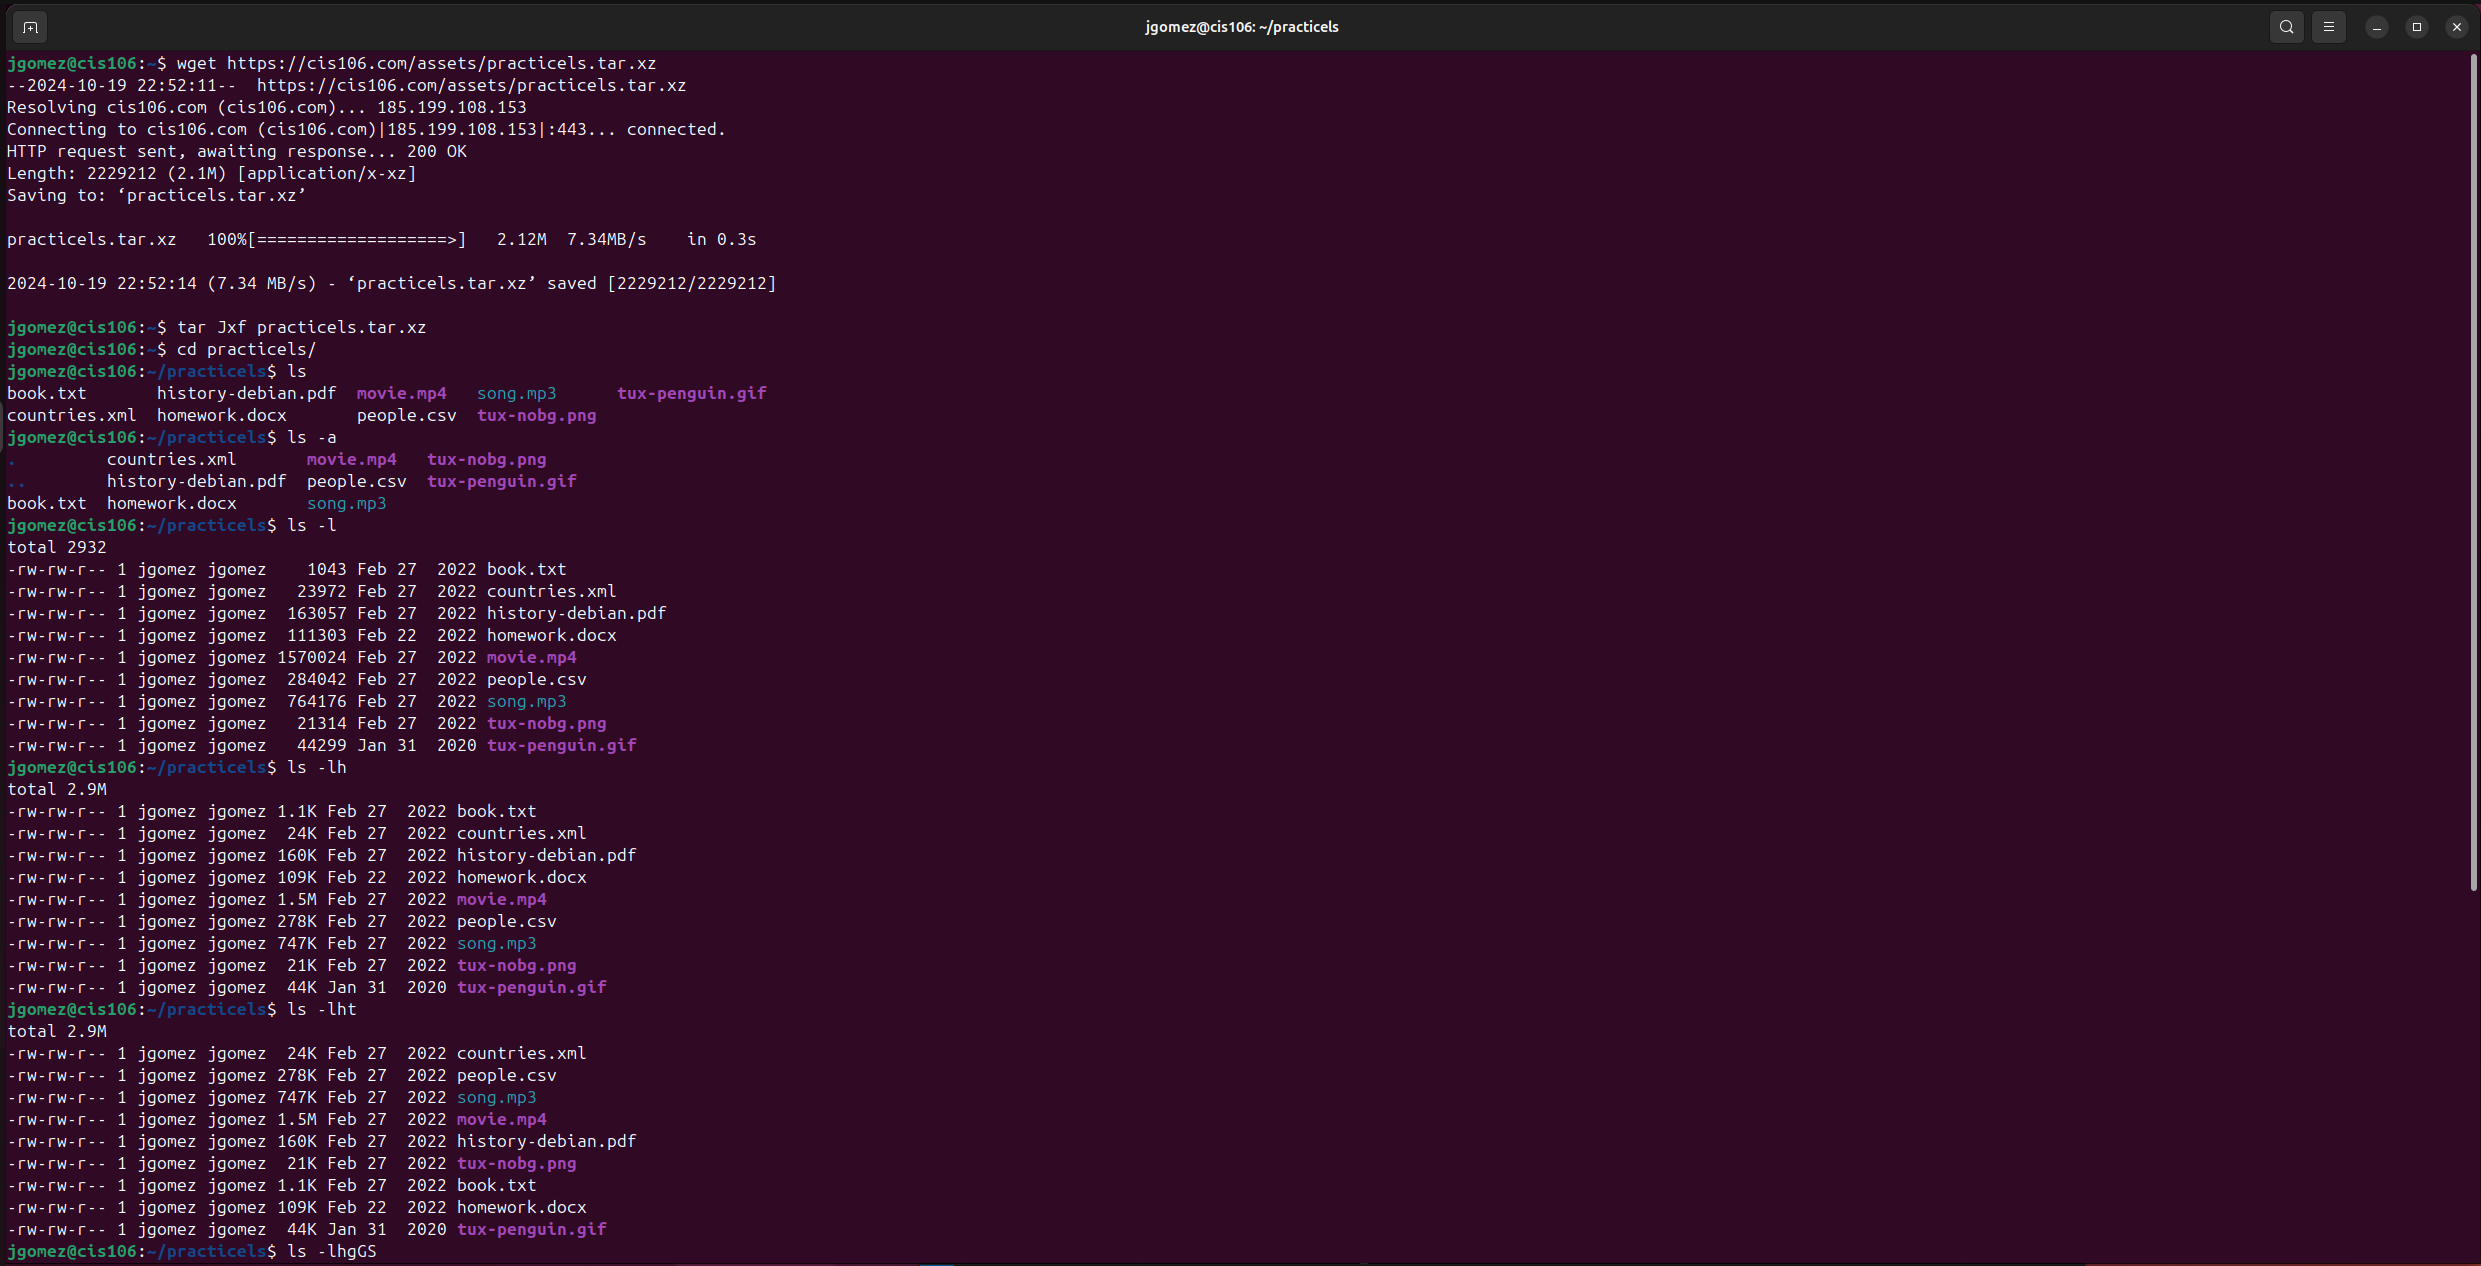 jgomez@cis106: ~/practicels
jgomez@cis106:~$ wget https://cis106.com/assets/practicels.tar.xz
--2024-10-19 22:52:11--  https://cis106.com/assets/practicels.tar.xz
Resolving cis106.com (cis106.com)... 185.199.108.153
Connecting to cis106.com (cis106.com)|185.199.108.153|:443... connected.
HTTP request sent, awaiting response... 200 OK
Length: 2229212 (2.1M) [application/x-xz]
Saving to: ‘practicels.tar.xz’
practicels.tar.xz   100%[===================>]   2.12M  7.34MB/s    in 0.3s
2024-10-19 22:52:14 (7.34 MB/s) - ‘practicels.tar.xz’ saved [2229212/2229212]
jgomez@cis106:~$ tar Jxf practicels.tar.xz
jgomez@cis106:~$ cd practicels/
jgomez@cis106:~/practicels$ ls
book.txt       history-debian.pdf  movie.mp4   song.mp3      tux-penguin.gif
countries.xml  homework.docx       people.csv  tux-nobg.png
jgomez@cis106:~/practicels$ ls -a
.         countries.xml       movie.mp4   tux-nobg.png
..        history-debian.pdf  people.csv  tux-penguin.gif
book.txt  homework.docx       song.mp3
jgomez@cis106:~/practicels$ ls -l
total 2932
-rw-rw-r-- 1 jgomez jgomez    1043 Feb 27  2022 book.txt
-rw-rw-r-- 1 jgomez jgomez   23972 Feb 27  2022 countries.xml
-rw-rw-r-- 1 jgomez jgomez  163057 Feb 27  2022 history-debian.pdf
-rw-rw-r-- 1 jgomez jgomez  111303 Feb 22  2022 homework.docx
-rw-rw-r-- 1 jgomez jgomez 1570024 Feb 27  2022 movie.mp4
-rw-rw-r-- 1 jgomez jgomez  284042 Feb 27  2022 people.csv
-rw-rw-r-- 1 jgomez jgomez  764176 Feb 27  2022 song.mp3
-rw-rw-r-- 1 jgomez jgomez   21314 Feb 27  2022 tux-nobg.png
-rw-rw-r-- 1 jgomez jgomez   44299 Jan 31  2020 tux-penguin.gif
jgomez@cis106:~/practicels$ ls -lh
total 2.9M
-rw-rw-r-- 1 jgomez jgomez 1.1K Feb 27  2022 book.txt
-rw-rw-r-- 1 jgomez jgomez  24K Feb 27  2022 countries.xml
-rw-rw-r-- 1 jgomez jgomez 160K Feb 27  2022 history-debian.pdf
-rw-rw-r-- 1 jgomez jgomez 109K Feb 22  2022 homework.docx
-rw-rw-r-- 1 jgomez jgomez 1.5M Feb 27  2022 movie.mp4
-rw-rw-r-- 1 jgomez jgomez 278K Feb 27  2022 people.csv
-rw-rw-r-- 1 jgomez jgomez 747K Feb 27  2022 song.mp3
-rw-rw-r-- 1 jgomez jgomez  21K Feb 27  2022 tux-nobg.png
-rw-rw-r-- 1 jgomez jgomez  44K Jan 31  2020 tux-penguin.gif
jgomez@cis106:~/practicels$ ls -lht
total 2.9M
-rw-rw-r-- 1 jgomez jgomez  24K Feb 27  2022 countries.xml
-rw-rw-r-- 1 jgomez jgomez 278K Feb 27  2022 people.csv
-rw-rw-r-- 1 jgomez jgomez 747K Feb 27  2022 song.mp3
-rw-rw-r-- 1 jgomez jgomez 1.5M Feb 27  2022 movie.mp4
-rw-rw-r-- 1 jgomez jgomez 160K Feb 27  2022 history-debian.pdf
-rw-rw-r-- 1 jgomez jgomez  21K Feb 27  2022 tux-nobg.png
-rw-rw-r-- 1 jgomez jgomez 1.1K Feb 27  2022 book.txt
-rw-rw-r-- 1 jgomez jgomez 109K Feb 22  2022 homework.docx
-rw-rw-r-- 1 jgomez jgomez  44K Jan 31  2020 tux-penguin.gif
jgomez@cis106:~/practicels$ ls -lhgGS